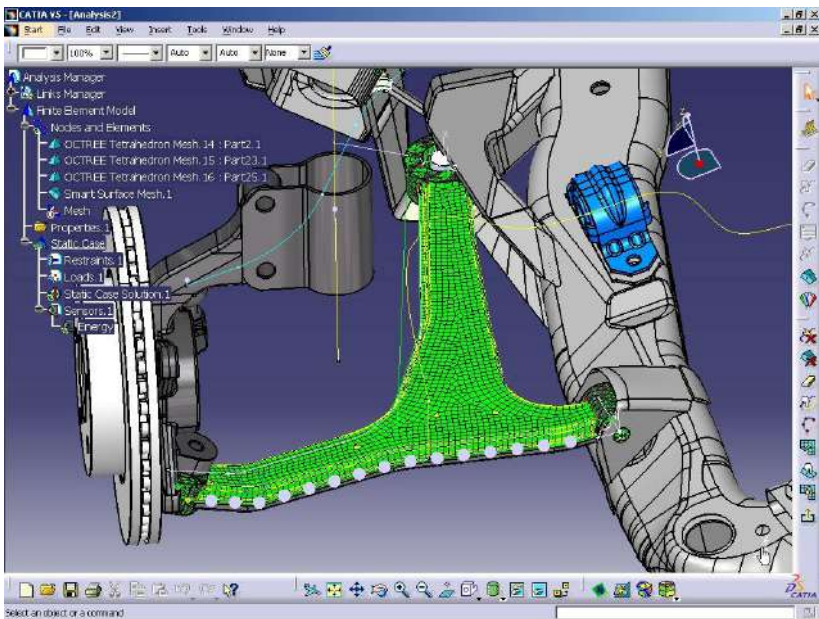 CATIA V5 - [Analysis2]
Start File Edit View Insert Tools Window Help
100% Auto Auto None
Analysis Manager
Links Manager
Finite Element Model
Nodes and Elements
OCTREE Tetrahedron Mesh.14 : Part2.1
OCTREE Tetrahedron Mesh.15 : Part23.1
OCTREE Tetrahedron Mesh.16 : Part25.1
Smart Surface Mesh.1
Mesh
Properties.1
Static Case
Restraints.1
Loads.1
Static Case Solution.1
Sensors.1
Energy
CATIA
Select an object or a command